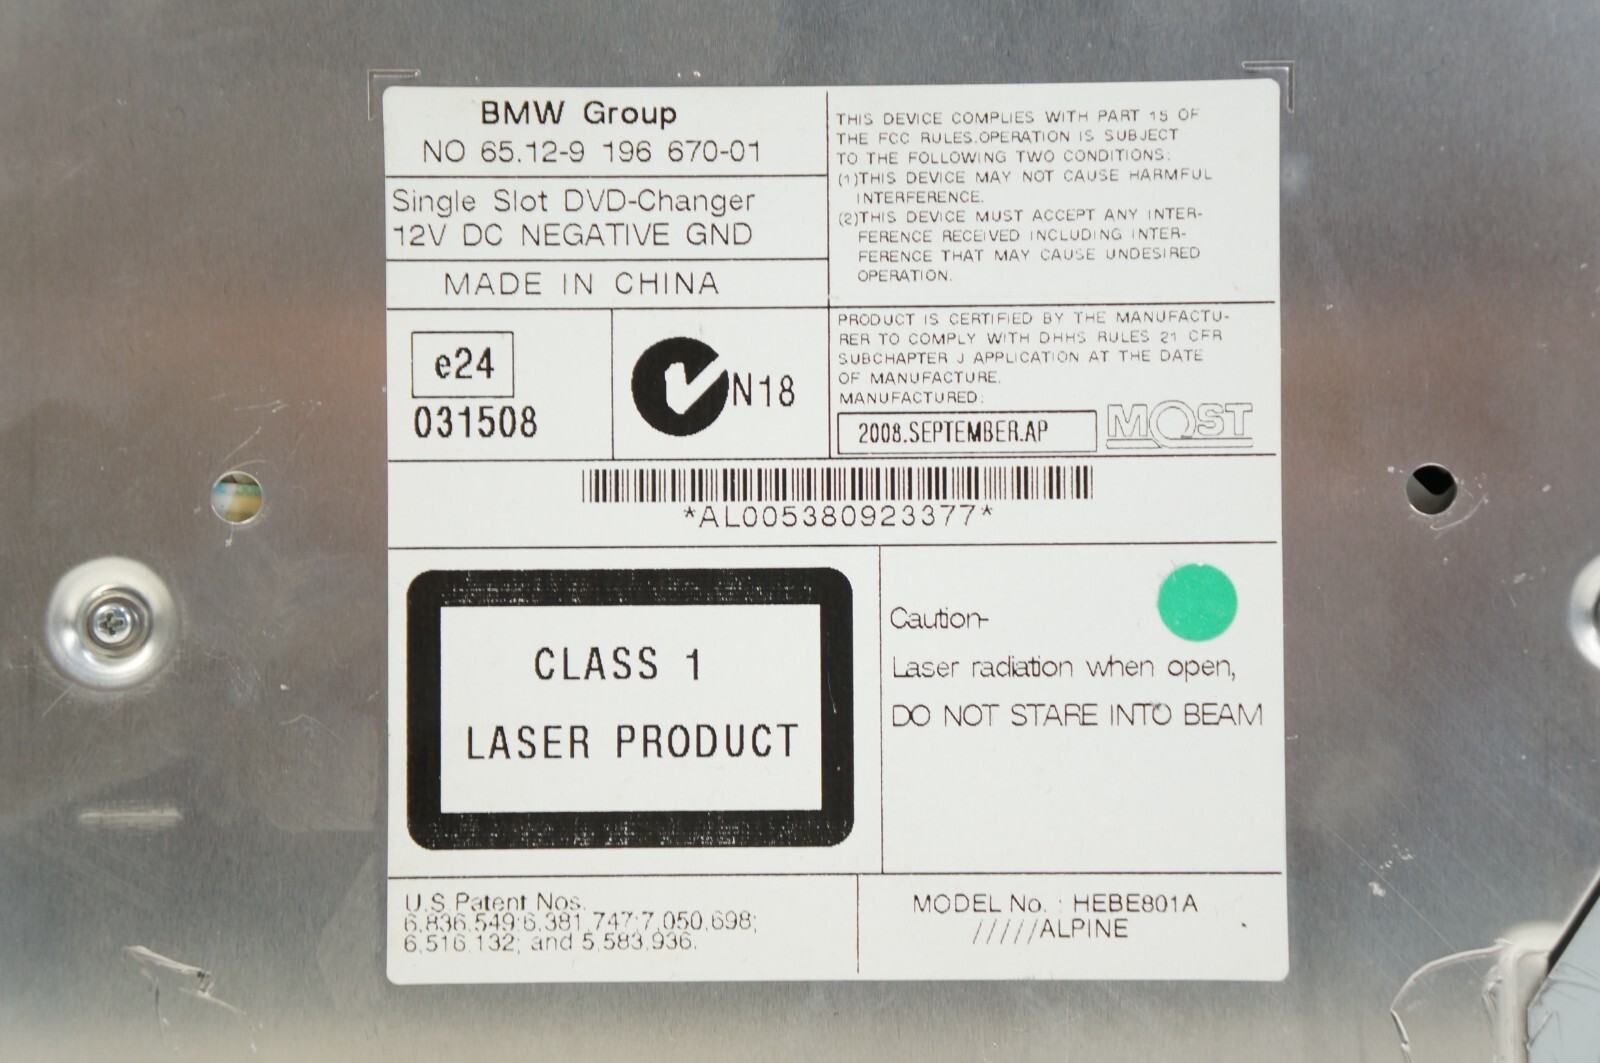 BMW Group
NO 65.12-9 196 670-01
Single Slot DVD-Changer
12V DC NEGATIVE GND
MADE IN CHINA
THIS DEVICE COMPLIES WITH PART 15 OF
THE FCC RULES.OPERATION IS SUBJECT
TO THE FOLLOWING TWO CONDITIONS:
(1)THIS DEVICE MAY NOT CAUSE HARMFUL
INTERFERENCE.
(2)THIS DEVICE MUST ACCEPT ANY INTER-
FERENCE RECEIVED INCLUDING INTER-
FERENCE THAT MAY CAUSE UNDESIRED
OPERATION.
e24
031508
N18
PRODUCT IS CERTIFIED BY THE MANUFACTU-
RER TO COMPLY WITH DHHS RULES 21 CFR
SUBCHAPTER J APPLICATION AT THE DATE
OF MANUFACTURE.
MANUFACTURED:
2008.SEPTEMBER.AP
MOST
*AL005380923377*
CLASS 1
LASER PRODUCT
Caution-
Laser radiation when open,
DO NOT STARE INTO BEAM
U.S.Patent Nos.
6,836,549;6,381,747;7,050,698;
6,516,132; and 5,583,936.
MODEL No. : HEBE801A
/////ALPINE